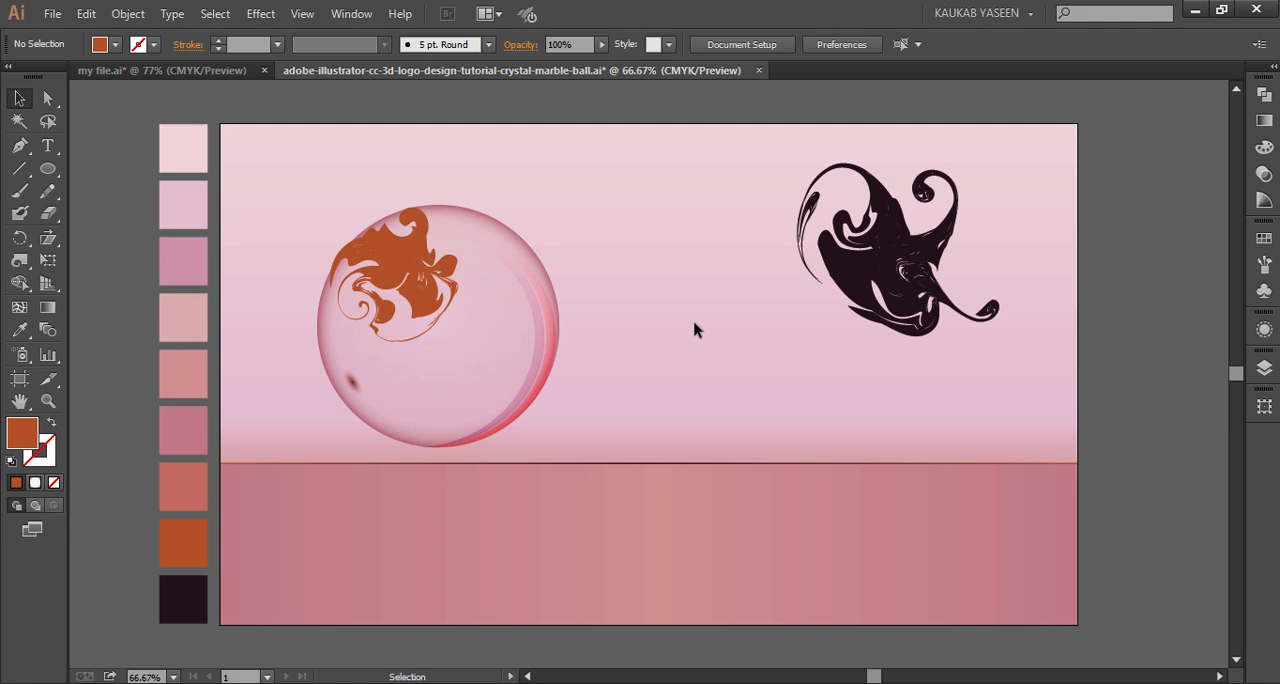 Ai File Edit Object Type Select Effect View Window Help Br KAUKAB YASEEN
No Selection Stroke: 5 pt. Round Opacity: 100% Style: Document Setup Preferences
my file.ai* @ 77% (CMYK/Preview) × adobe-illustrator-cc-3d-logo-design-tutorial-crystal-marble-ball.ai* @ 66.67% (CMYK/Preview) ×
T
66.67% 1 Selection